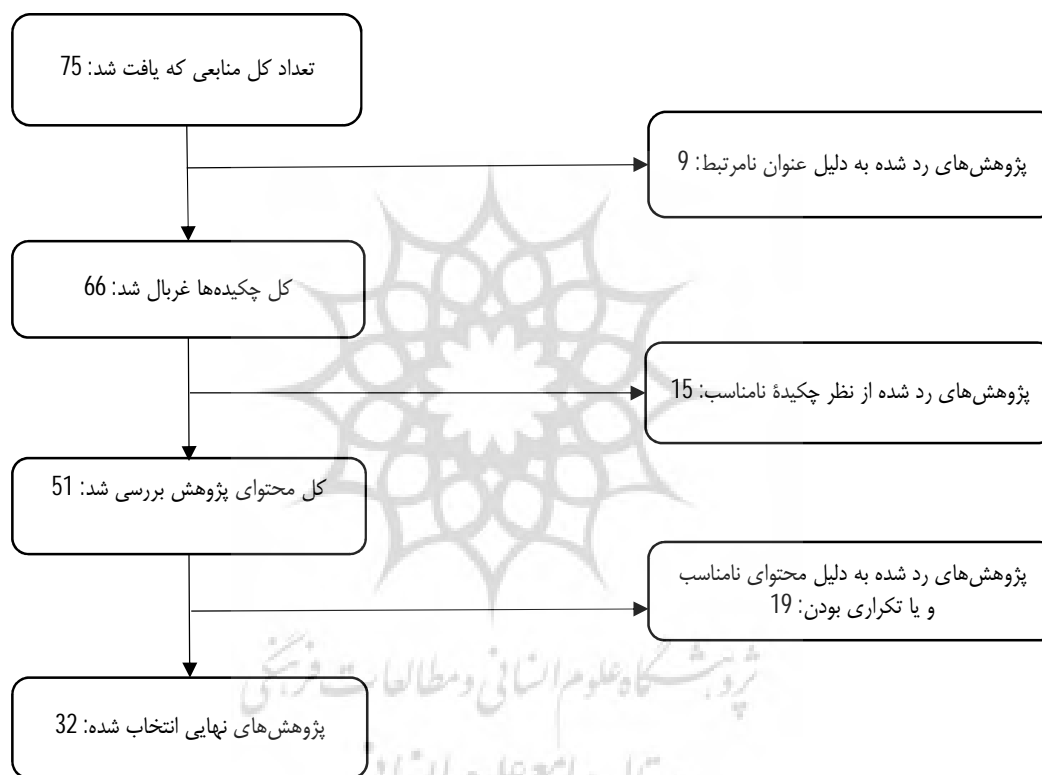 تعداد کل منابعی که یافت شد: 75
پژوهش‌های رد شده به دلیل عنوان نامرتبط: 9
کل چکیده‌ها غربال شد: 66
پژوهش‌های رد شده از نظر چکیدهٔ نامناسب: 15
کل محتوای پژوهش بررسی شد: 51
پژوهش‌های رد شده به دلیل محتوای نامناسب
و یا تکراری بودن: 19
پژوهشگاه علوم انسانی و مطالعات فرهنگی
پژوهش‌های نهایی انتخاب شده: 32
جامع علوم انسانی